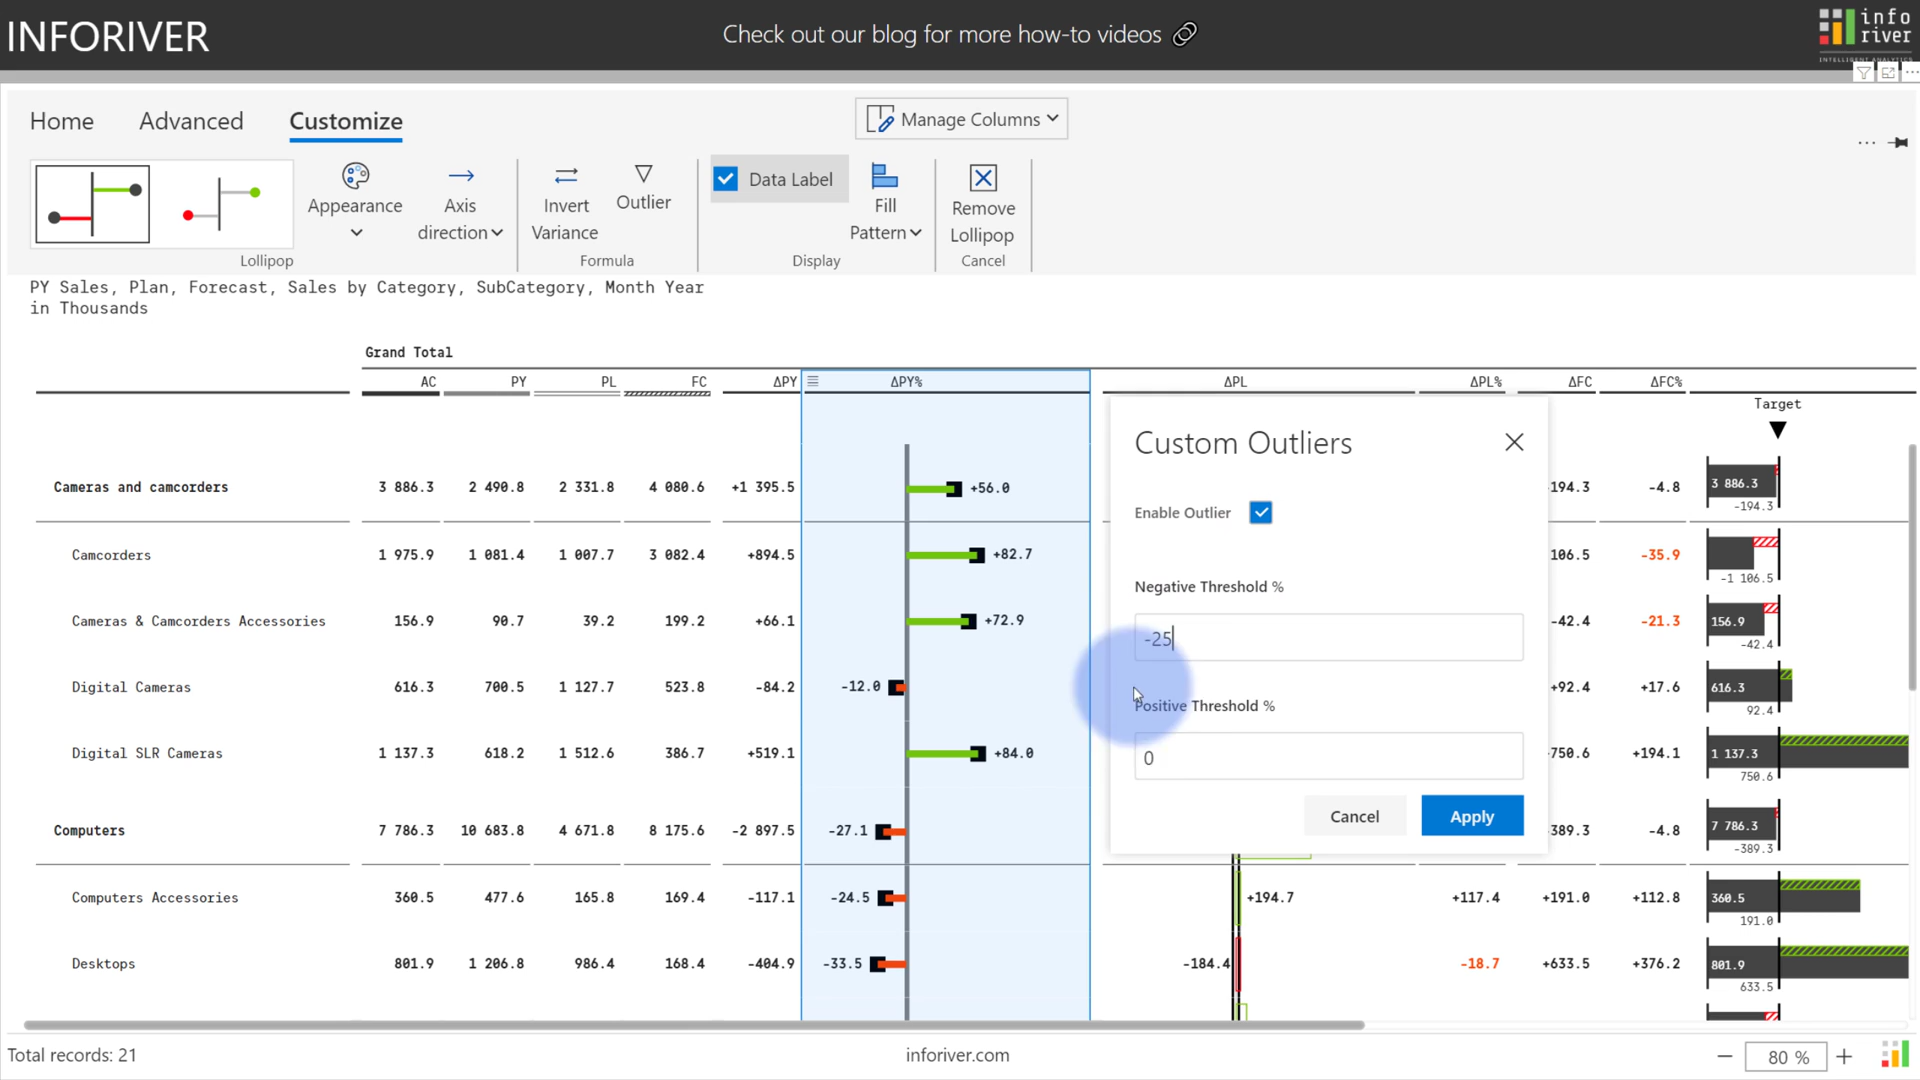 INFORIVER
Check out our blog for more how-to videos
info
river
INTELLIGENT ANALYTICS
Home
Advanced
Customize
Manage Columns
Appearance
Axis
direction
Invert
Variance
Outlier
Data Label
Fill
Pattern
Remove
Lollipop
Lollipop
Formula
Display
Cancel
PY Sales, Plan, Forecast, Sales by Category, SubCategory, Month Year
in Thousands
Grand Total
AC PY PL FC ΔPY ΔPY% ΔPL ΔPL% ΔFC ΔFC%
Target
Cameras and camcorders 3 886.3 2 490.8 2 331.8 4 080.6 +1 395.5 +56.0 194.3 -4.8 3 886.3
-194.3
Camcorders 1 975.9 1 081.4 1 007.7 3 082.4 +894.5 +82.7 106.5 -35.9
-1 106.5
Cameras & Camcorders Accessories 156.9 90.7 39.2 199.2 +66.1 +72.9 -42.4 -21.3 156.9
-42.4
Digital Cameras 616.3 700.5 1 127.7 523.8 -84.2 -12.0 +92.4 +17.6 616.3
92.4
Digital SLR Cameras 1 137.3 618.2 1 512.6 386.7 +519.1 +84.0 750.6 +194.1 1 137.3
750.6
Computers 7 786.3 10 683.8 4 671.8 8 175.6 -2 897.5 -27.1 389.3 -4.8 7 786.3
-389.3
Computers Accessories 360.5 477.6 165.8 169.4 -117.1 -24.5 +194.7 +117.4 +191.0 +112.8 360.5
191.0
Desktops 801.9 1 206.8 986.4 168.4 -404.9 -33.5 -184.4 -18.7 +633.5 +376.2 801.9
633.5
Custom Outliers
Enable Outlier
Negative Threshold %
-25
Positive Threshold %
0
Cancel
Apply
Total records: 21
inforiver.com
80 %